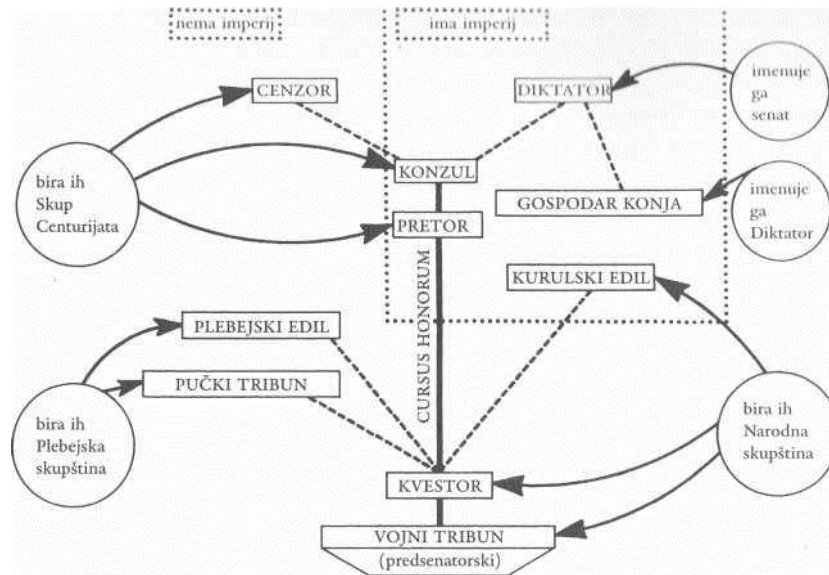 nema imperij
ima imperij
CENZOR
DIKTATOR
imenuje
ga
senat
bira ih
Skup
Centurijata
KONZUL
GOSPODAR KONJA
imenuje
ga
Diktator
PRETOR
KURULSKI EDIL
CURSUS HONORUM
PLEBEJSKI EDIL
PUČKI TRIBUN
bira ih
Plebejska
skupština
bira ih
Narodna
skupština
KVESTOR
VOJNI TRIBUN
(predsenatorski)